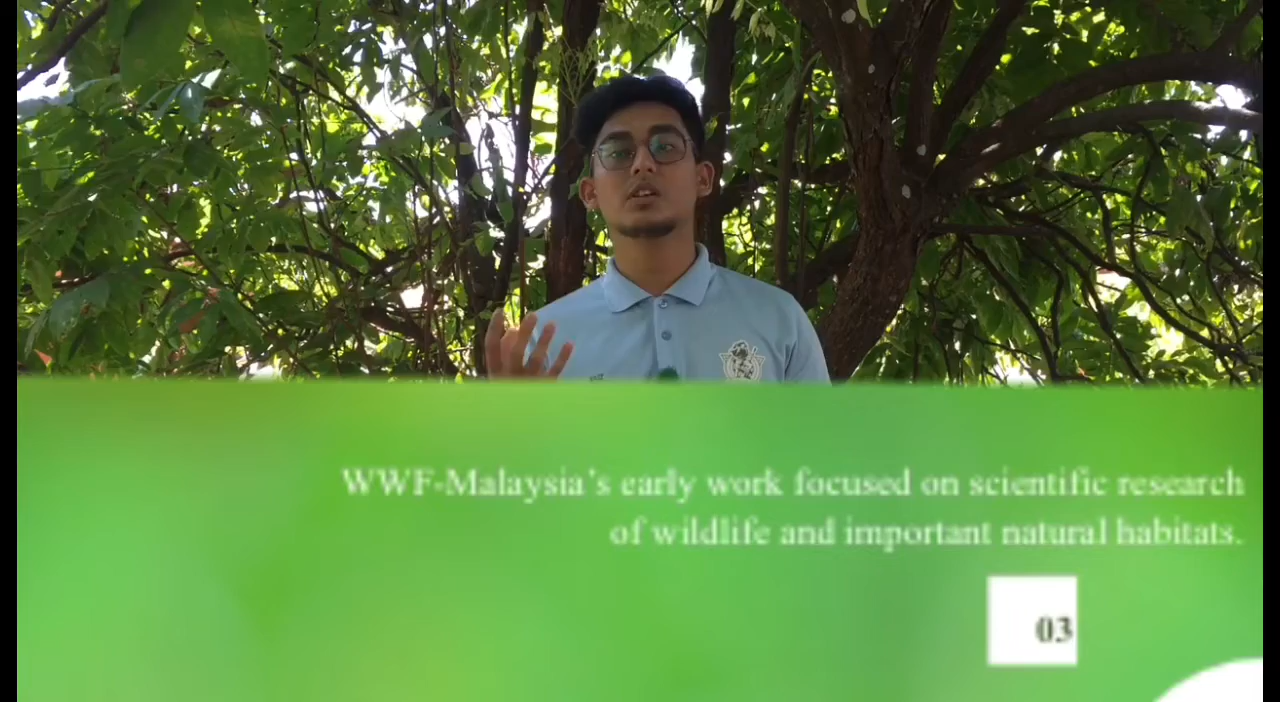 WWF-Malaysia's early work focused on scientific research
of wildlife and important natural habitats.
03